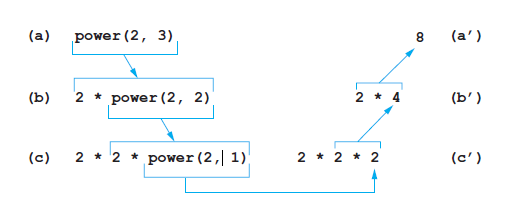 (a) power(2, 3) 8 (a′)
(b) 2 * power(2, 2) 2 * 4 (b′)
(c) 2 * 2 * power(2, 1) 2 * 2 * 2 (c′)